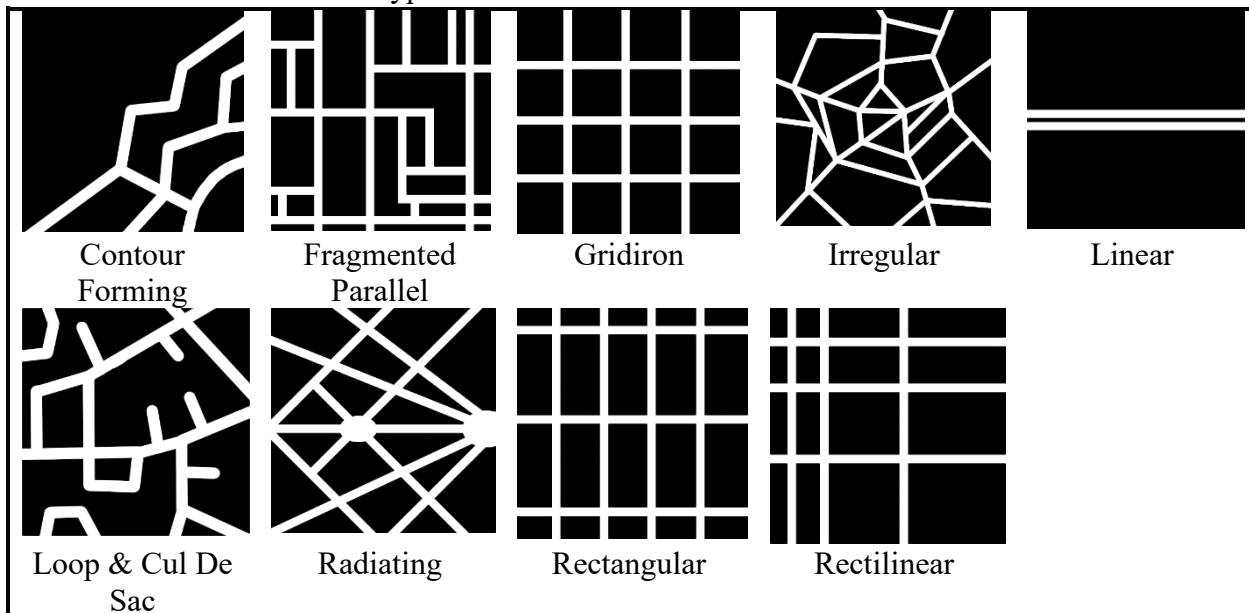 Contour
Forming
Fragmented
Parallel
Gridiron
Irregular
Linear
Loop & Cul De
Sac
Radiating
Rectangular
Rectilinear